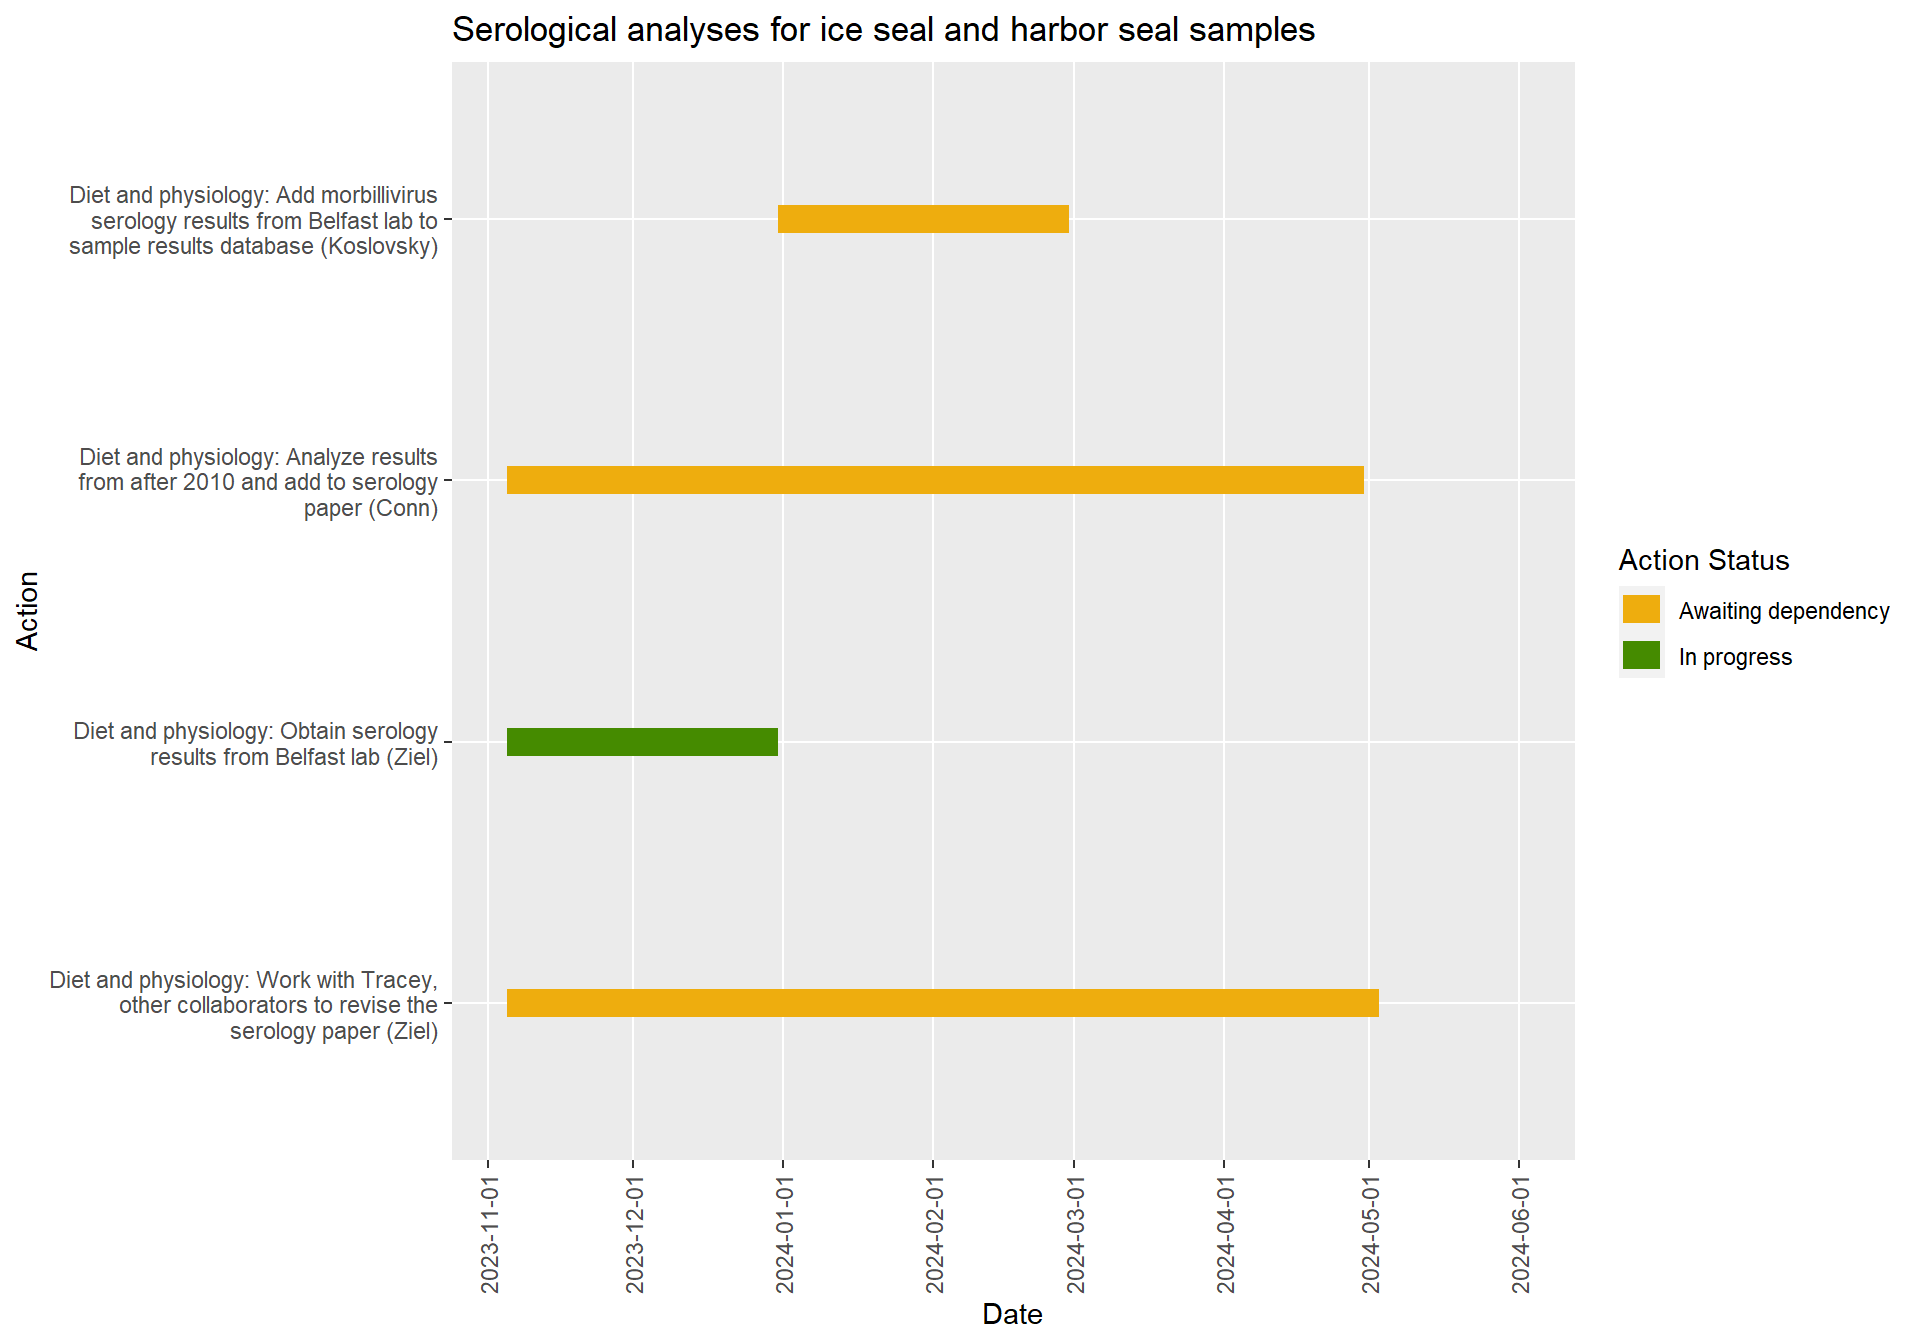 Serological analyses for ice seal and harbor seal samples
Diet and physiology: Add morbillivirus
serology results from Belfast lab to
sample results database (Koslovsky)
Diet and physiology: Analyze results
from after 2010 and add to serology
paper (Conn)
Diet and physiology: Obtain serology
results from Belfast lab (Ziel)
Diet and physiology: Work with Tracey,
other collaborators to revise the
serology paper (Ziel)
Action
2023-11-01
2023-12-01
2024-01-01
2024-02-01
2024-03-01
2024-04-01
2024-05-01
2024-06-01
Date
Action Status
Awaiting dependency
In progress